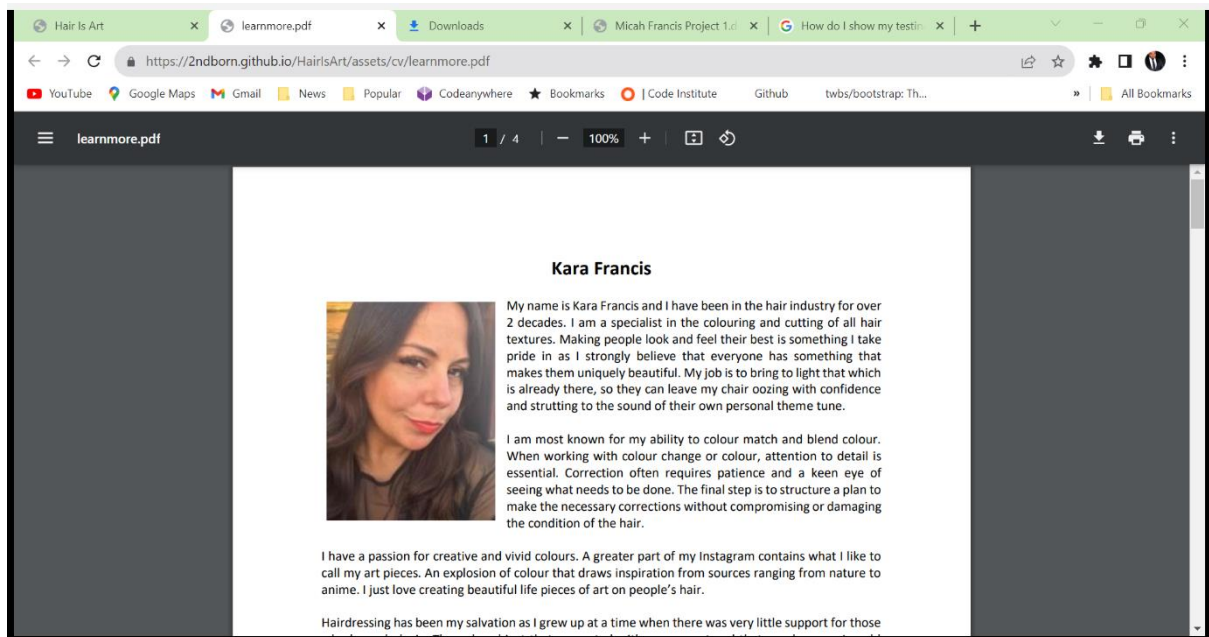 Hair Is Art
learnmore.pdf
Downloads
Micah Francis Project 1.d
How do I show my testin
https://2ndborn.github.io/HairIsArt/assets/cv/learnmore.pdf
YouTube Google Maps Gmail News Popular Codeanywhere Bookmarks | Code Institute Github twbs/bootstrap: Th... » All Bookmarks
learnmore.pdf 1 / 4 100%
Kara Francis
My name is Kara Francis and I have been in the hair industry for over
2 decades. I am a specialist in the colouring and cutting of all hair
textures. Making people look and feel their best is something I take
pride in as I strongly believe that everyone has something that
makes them uniquely beautiful. My job is to bring to light that which
is already there, so they can leave my chair oozing with confidence
and strutting to the sound of their own personal theme tune.
I am most known for my ability to colour match and blend colour.
When working with colour change or colour, attention to detail is
essential. Correction often requires patience and a keen eye of
seeing what needs to be done. The final step is to structure a plan to
make the necessary corrections without compromising or damaging
the condition of the hair.
I have a passion for creative and vivid colours. A greater part of my Instagram contains what I like to
call my art pieces. An explosion of colour that draws inspiration from sources ranging from nature to
anime. I just love creating beautiful life pieces of art on people's hair.
Hairdressing has been my salvation as I grew up at a time when there was very little support for those